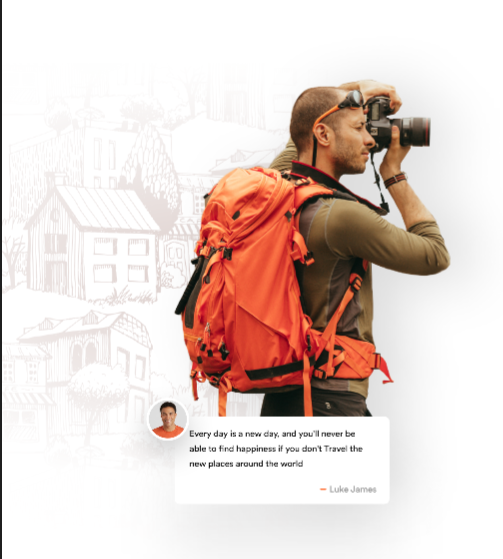 Every day is a new day, and you'll never be
able to find happiness if you don't Travel the
new places around the world
– Luke James